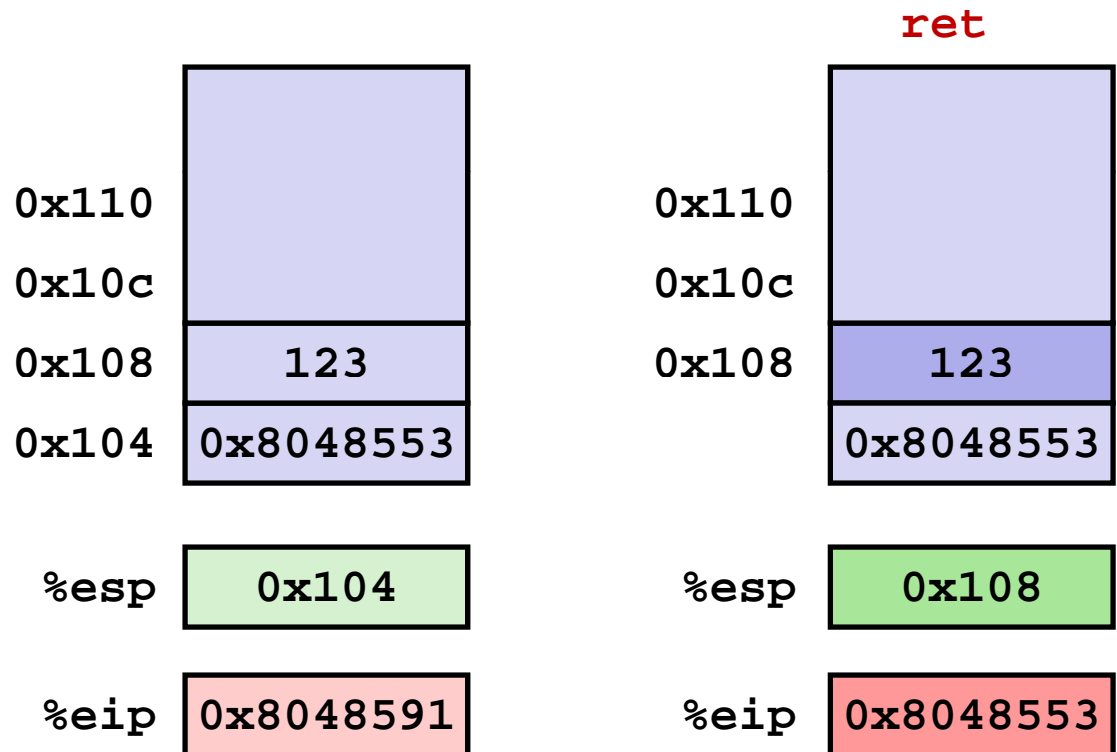 ret
0x110 0x110
0x10c 0x10c
0x108 123 0x108 123
0x104 0x8048553 0x8048553
%esp 0x104 %esp 0x108
%eip 0x8048591 %eip 0x8048553